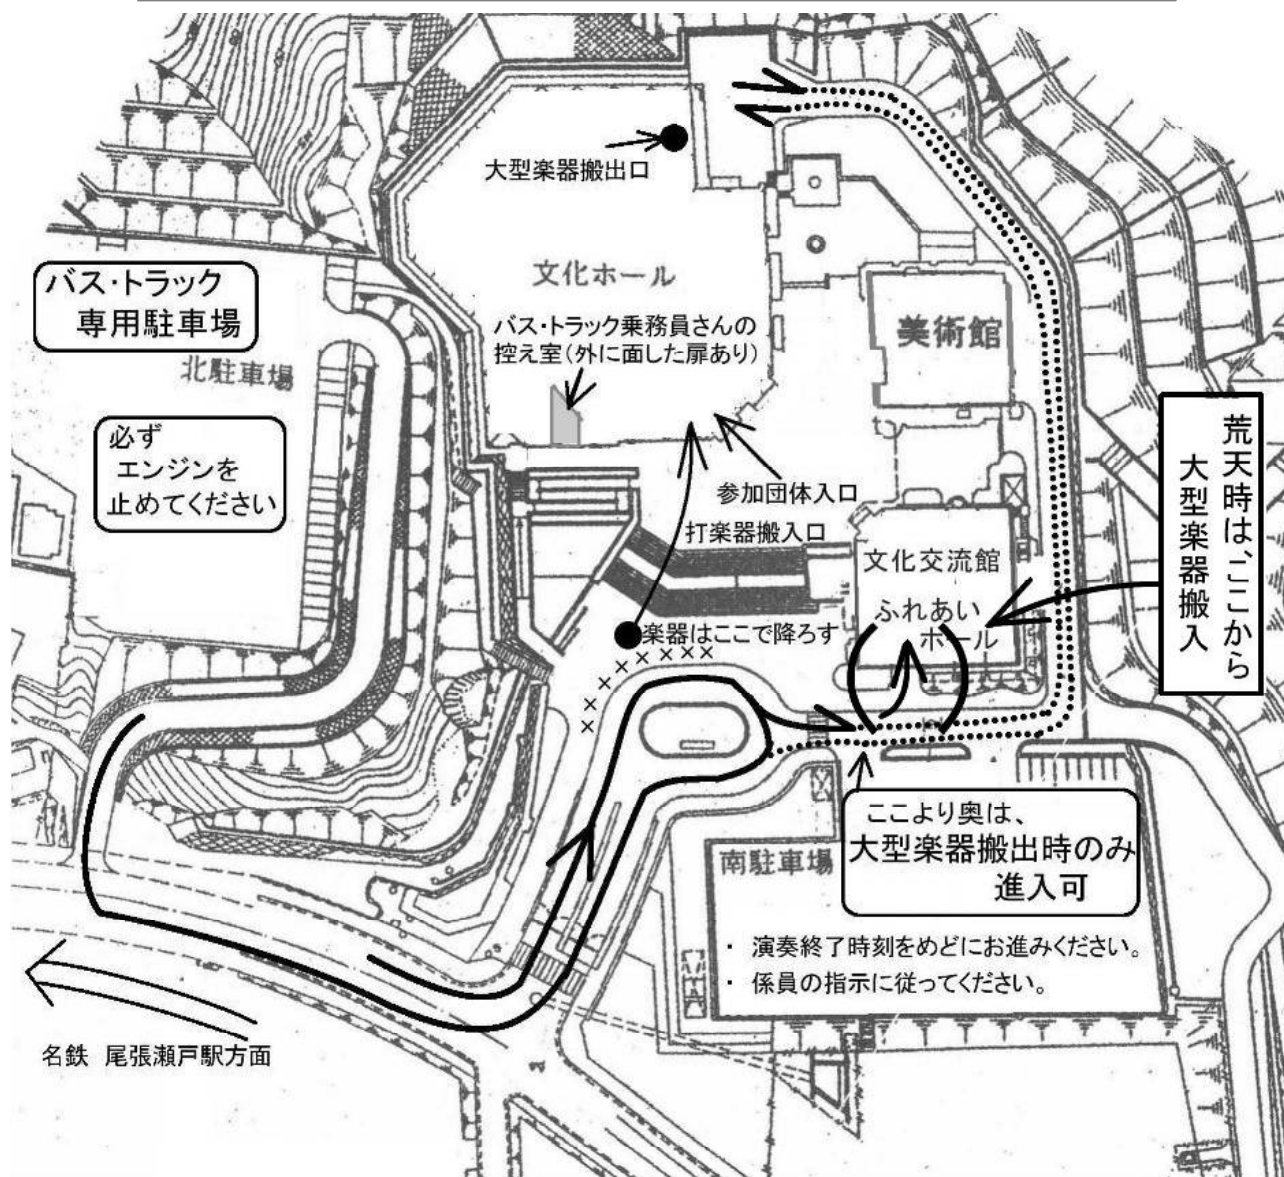 大型楽器搬出口
文化ホール
バス・トラック
専用駐車場
北駐車場
必ず
エンジンを
止めてください
バス・トラック乗務員さんの
控え室（外に面した扉あり）
美術館
参加団体入口
打楽器搬入口
文化交流館
ふれあい
ホール
荒天時は、ここから
大型楽器搬入
楽器はここで降ろす
ここより奥は、
大型楽器搬出時のみ
進入可
南駐車場
・ 演奏終了時刻をめどにお進みください。
・ 係員の指示に従ってください。
名鉄 尾張瀬戸駅方面